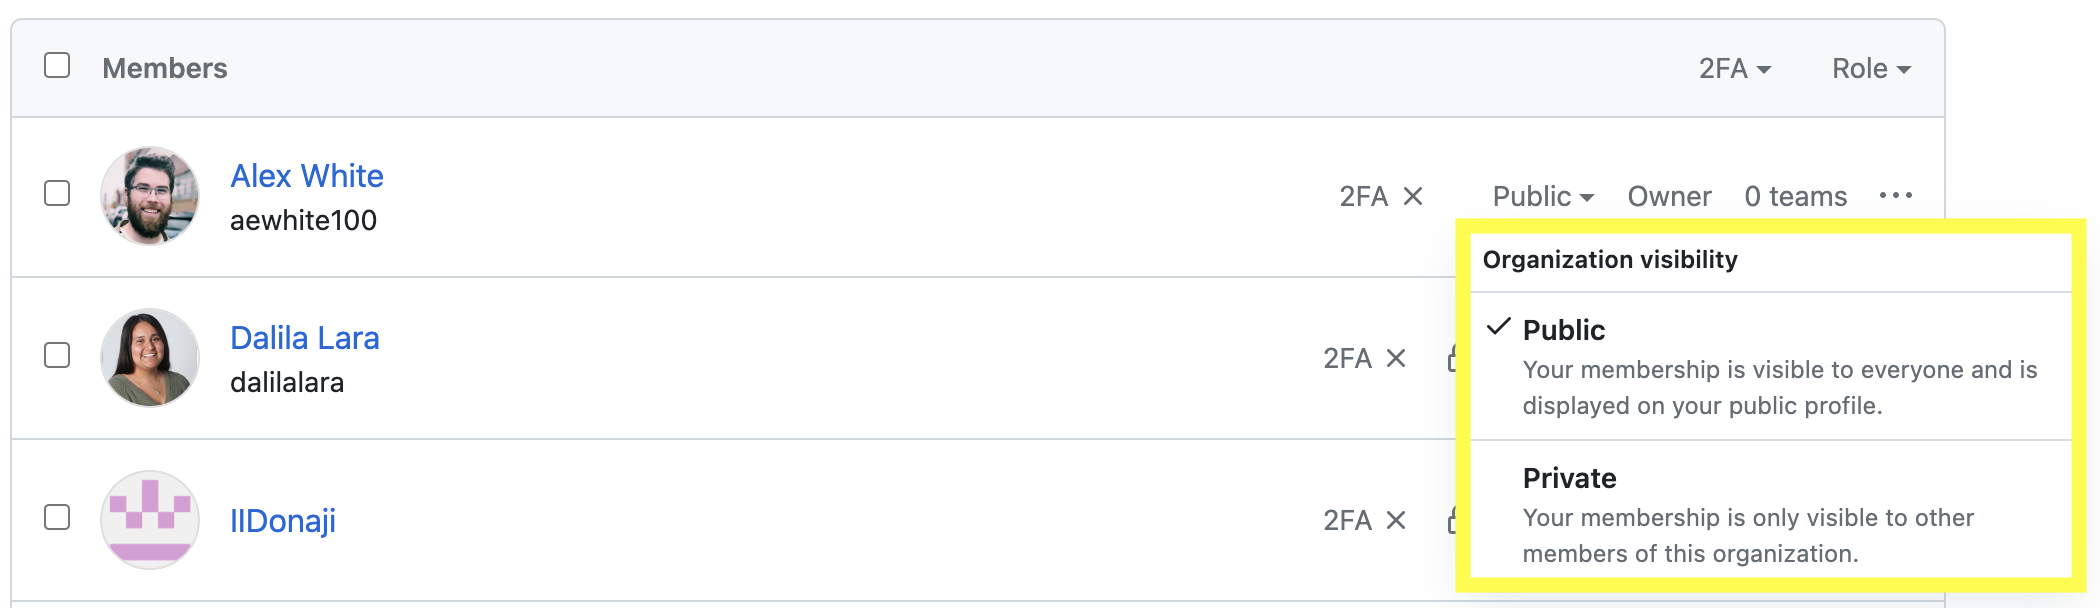 Members 2FA Role
Alex White
aewhite100
2FA Public Owner 0 teams
Organization visibility
Public
Your membership is visible to everyone and is
displayed on your public profile.
Private
Your membership is only visible to other
members of this organization.
Dalila Lara
dalilalara
2FA
IIDonaji
2FA